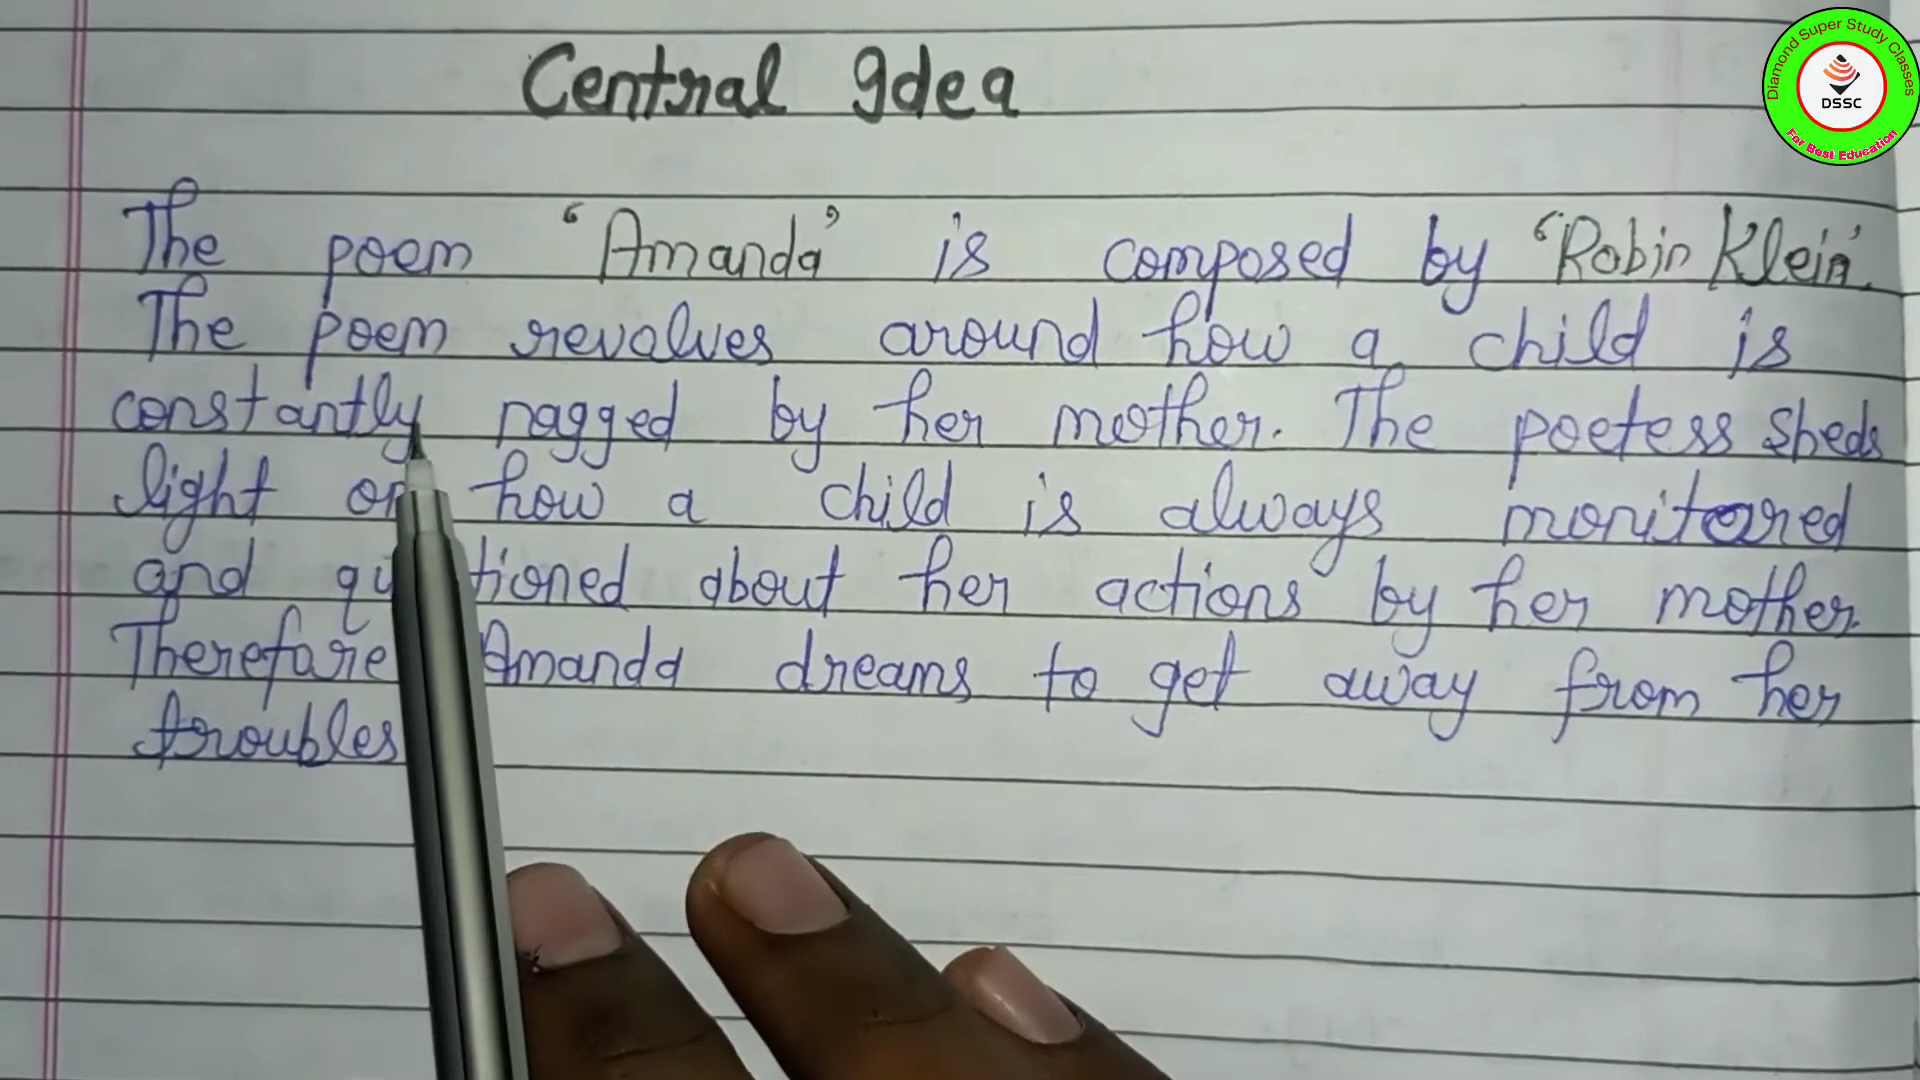 Central Idea
The poem 'Amanda' is composed by 'Robin Klein'.
The poem revolves around how a child is
constantly nagged by her mother. The poetess sheds
light on how a child is always monitored
and tioned about her actions by her mother.
Therefore Amanda dreams to get away from her
troubles
Diamond Super Study Classes
DSSC
For Best Education